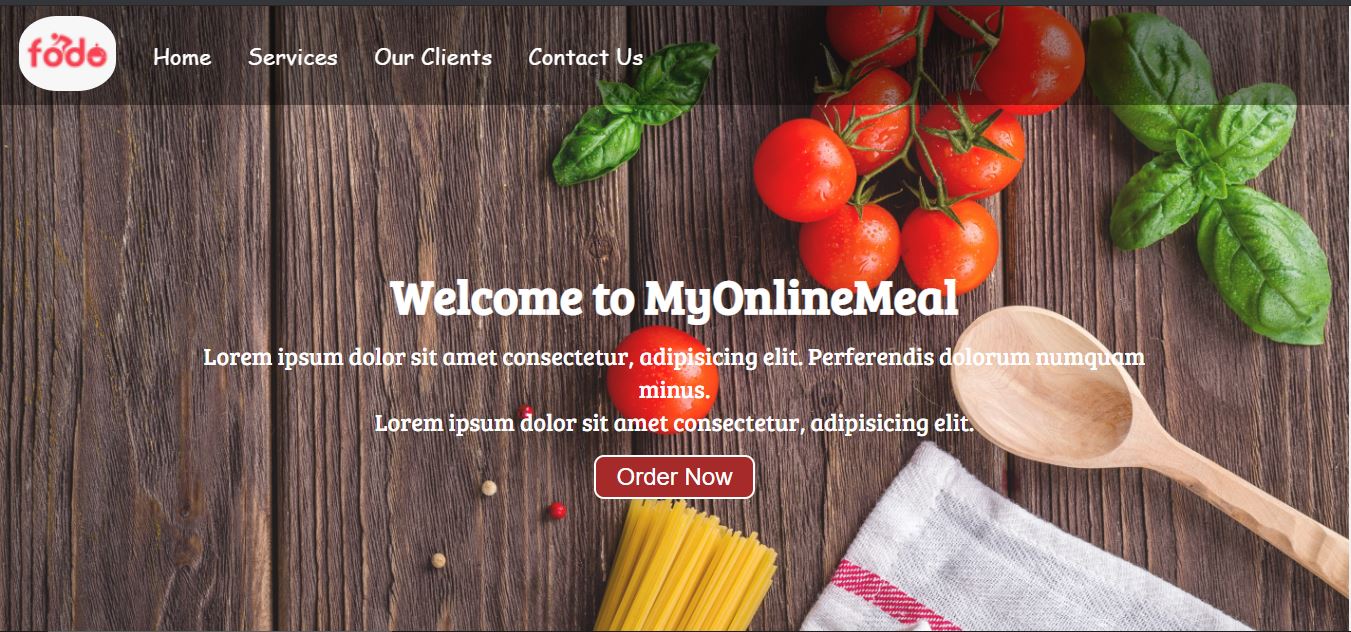 fodo
Home Services Our Clients Contact Us
Welcome to MyOnlineMeal
Lorem ipsum dolor sit amet consectetur, adipisicing elit. Perferendis dolorum numquam
minus.
Lorem ipsum dolor sit amet consectetur, adipisicing elit.
Order Now